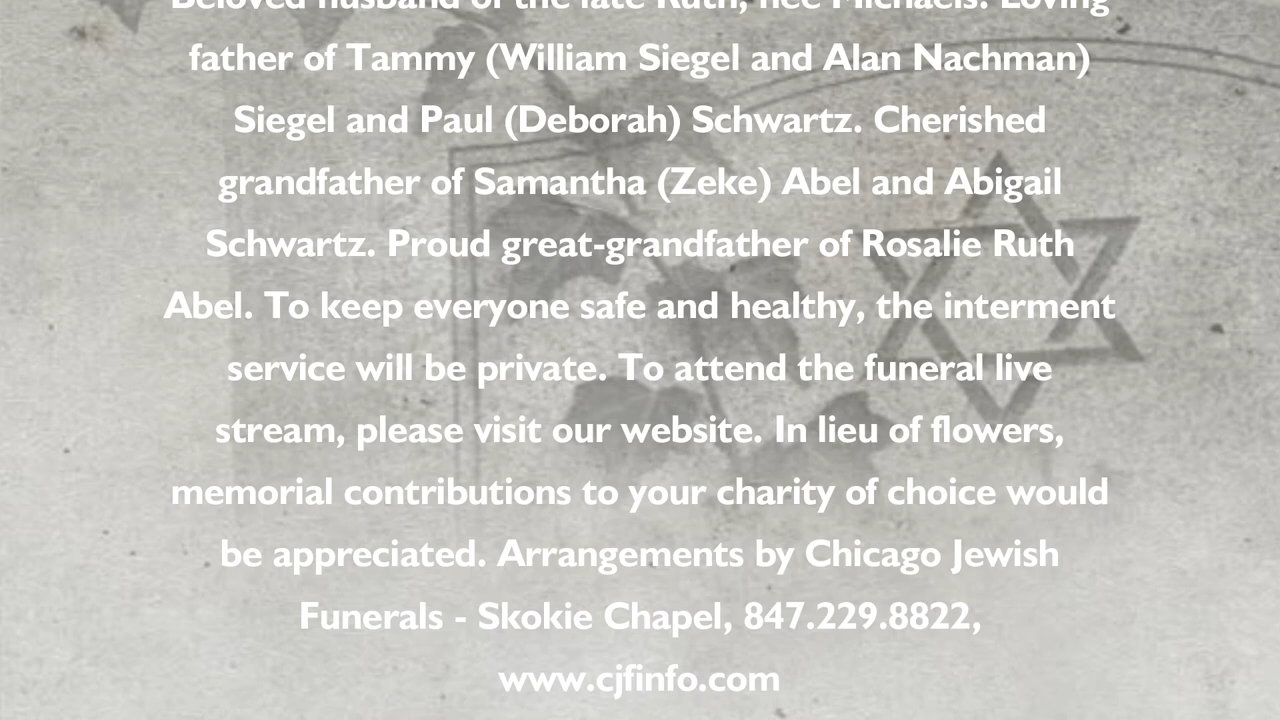 Beloved husband of the late Ruth, nee Michaels. Loving
father of Tammy (William Siegel and Alan Nachman)
Siegel and Paul (Deborah) Schwartz. Cherished
grandfather of Samantha (Zeke) Abel and Abigail
Schwartz. Proud great-grandfather of Rosalie Ruth
Abel. To keep everyone safe and healthy, the interment
service will be private. To attend the funeral live
stream, please visit our website. In lieu of flowers,
memorial contributions to your charity of choice would
be appreciated. Arrangements by Chicago Jewish
Funerals - Skokie Chapel, 847.229.8822,
www.cjfinfo.com